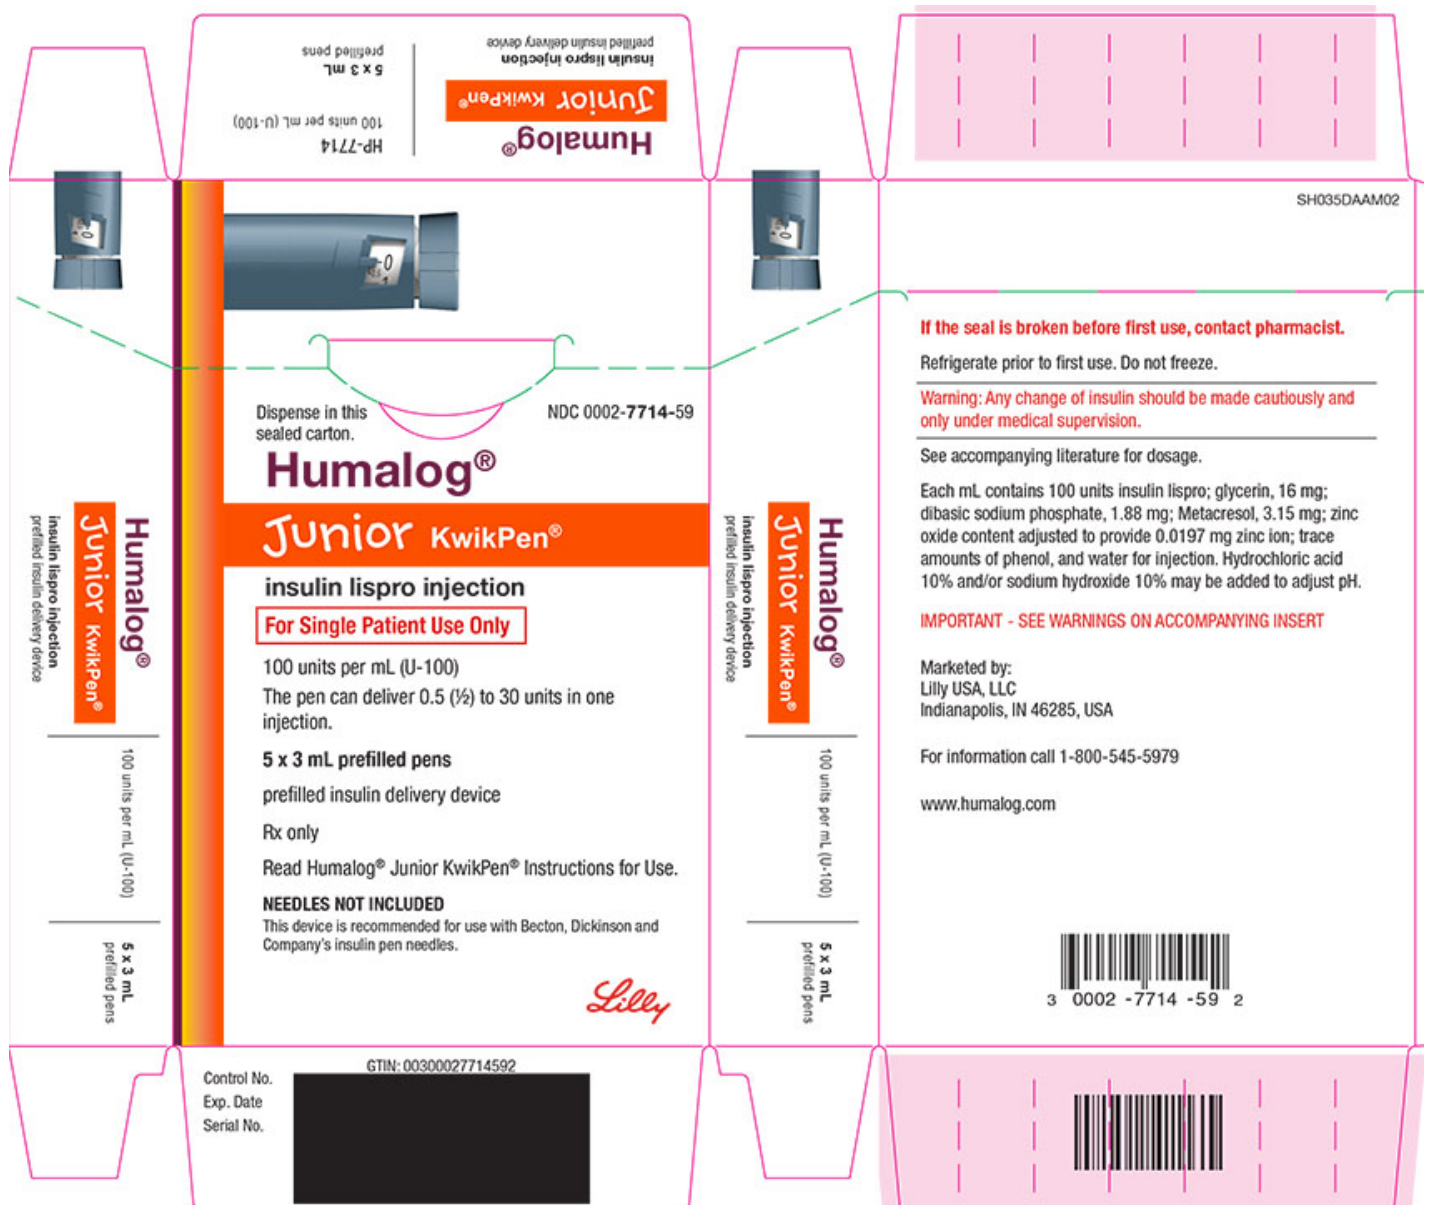 Humalog®
Junior KwikPen®
insulin lispro injection
prefilled insulin delivery device
HP-7714
100 units per mL (U-100)
5 x 3 mL
prefilled pens
Humalog®
Junior KwikPen®
insulin lispro injection
prefilled insulin delivery device
100 units per mL (U-100)
5 x 3 mL
prefilled pens
Dispense in this
sealed carton.
NDC 0002-7714-59
Humalog®
Junior KwikPen®
insulin lispro injection
For Single Patient Use Only
100 units per mL (U-100)
The pen can deliver 0.5 (½) to 30 units in one
injection.
5 x 3 mL prefilled pens
prefilled insulin delivery device
Rx only
Read Humalog® Junior KwikPen® Instructions for Use.
NEEDLES NOT INCLUDED
This device is recommended for use with Becton, Dickinson and
Company's insulin pen needles.
Lilly
GTIN: 00300027714592
Control No.
Exp. Date
Serial No.
Humalog®
Junior KwikPen®
insulin lispro injection
prefilled insulin delivery device
100 units per mL (U-100)
5 x 3 mL
prefilled pens
SH035DAAM02
If the seal is broken before first use, contact pharmacist.
Refrigerate prior to first use. Do not freeze.
Warning: Any change of insulin should be made cautiously and
only under medical supervision.
See accompanying literature for dosage.
Each mL contains 100 units insulin lispro; glycerin, 16 mg;
dibasic sodium phosphate, 1.88 mg; Metacresol, 3.15 mg; zinc
oxide content adjusted to provide 0.0197 mg zinc ion; trace
amounts of phenol, and water for injection. Hydrochloric acid
10% and/or sodium hydroxide 10% may be added to adjust pH.
IMPORTANT - SEE WARNINGS ON ACCOMPANYING INSERT
Marketed by:
Lilly USA, LLC
Indianapolis, IN 46285, USA
For information call 1-800-545-5979
www.humalog.com
3 0002 -7714 -59 2